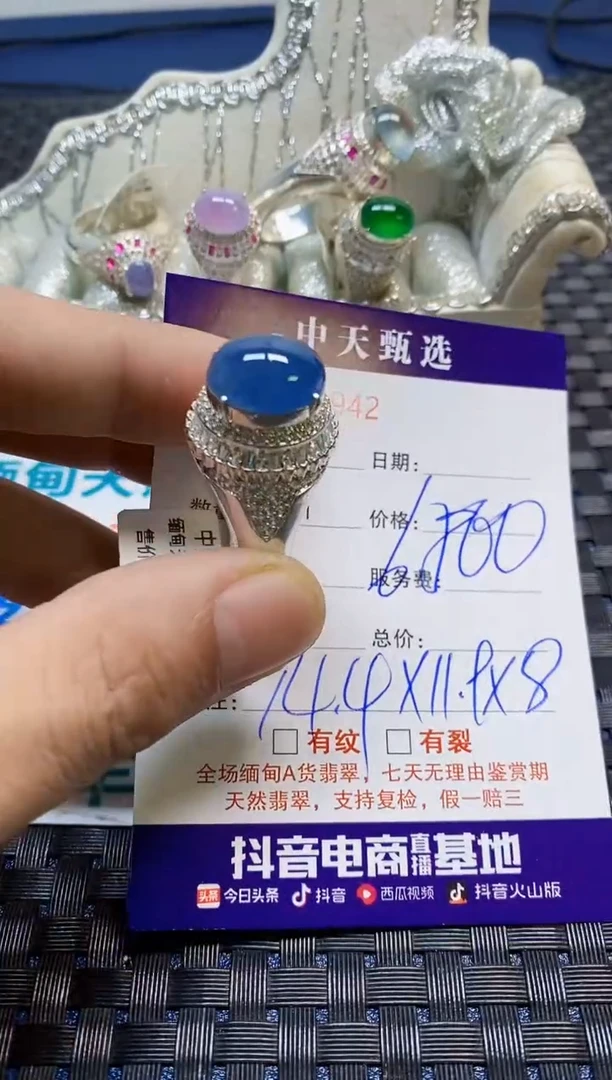 中天甄选
942
日期:
价格:
服务费:
总价:
14.4X11.9X8
有纹 有裂
全场缅甸A货翡翠,七天无理由鉴赏期
天然翡翠,支持复检,假一赔三
抖音电商直播基地
头条 今日头条 抖音 西瓜视频 抖音火山版